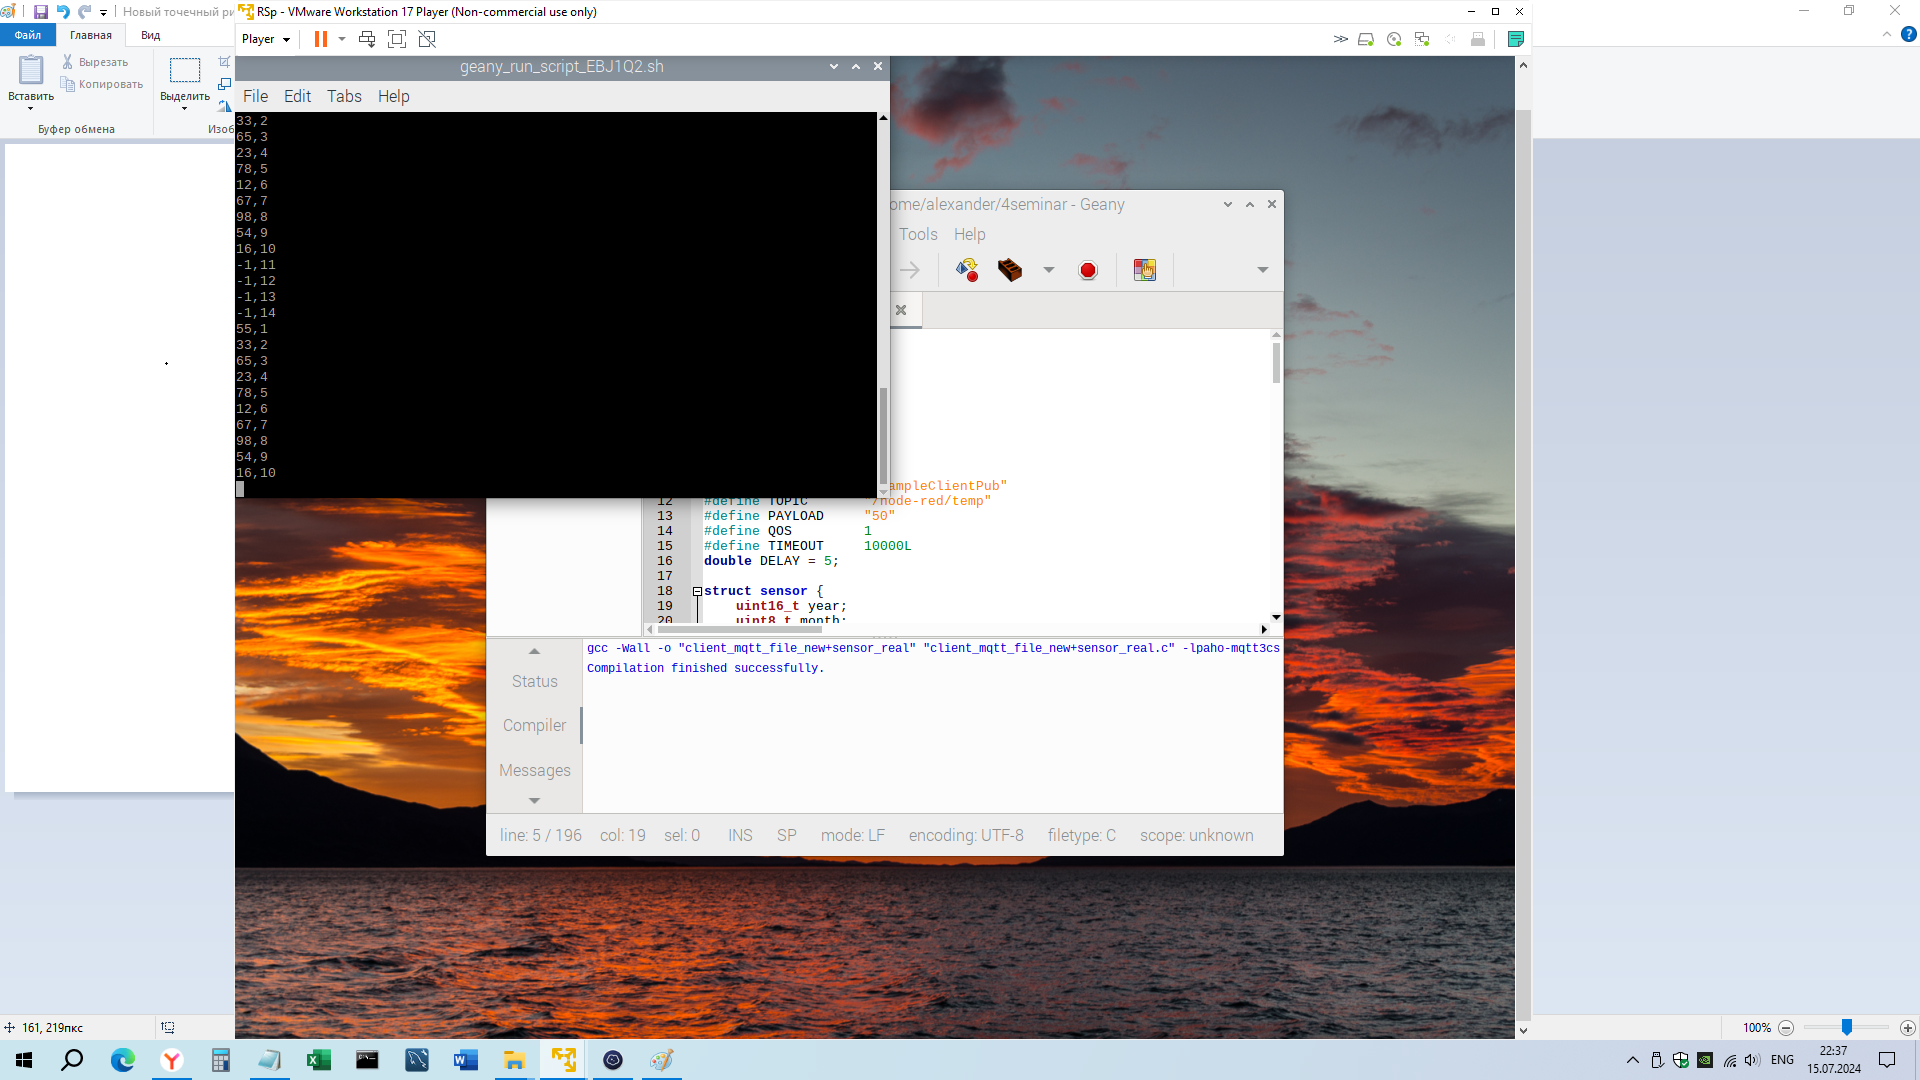 Новый точечный ри
Файл
Главная
Вид
Вставить
Вырезать
Копировать
Выделить
Буфер обмена
Изоб
RSp - VMware Workstation 17 Player (Non-commercial use only)
Player
geany_run_script_EBJ1Q2.sh
File Edit Tabs Help
33,2
65,3
23,4
78,5
12,6
67,7
98,8
54,9
16,10
-1,11
-1,12
-1,13
-1,14
55,1
33,2
65,3
23,4
78,5
12,6
67,7
98,8
54,9
16,10
ome/alexander/4seminar - Geany
Tools Help
ampleClientPub"
12 #define TOPIC "/node-red/temp"
13 #define PAYLOAD "50"
14 #define QOS 1
15 #define TIMEOUT 10000L
16 double DELAY = 5;
17
18 struct sensor {
19 uint16_t year;
20 uint8_t month;
Status
Compiler
Messages
gcc -Wall -o "client_mqtt_file_new+sensor_real" "client_mqtt_file_new+sensor_real.c" -lpaho-mqtt3cs
Compilation finished successfully.
line: 5 / 196 col: 19 sel: 0 INS SP mode: LF encoding: UTF-8 filetype: C scope: unknown
161, 219пкс
100%
ENG
22:37
15.07.2024